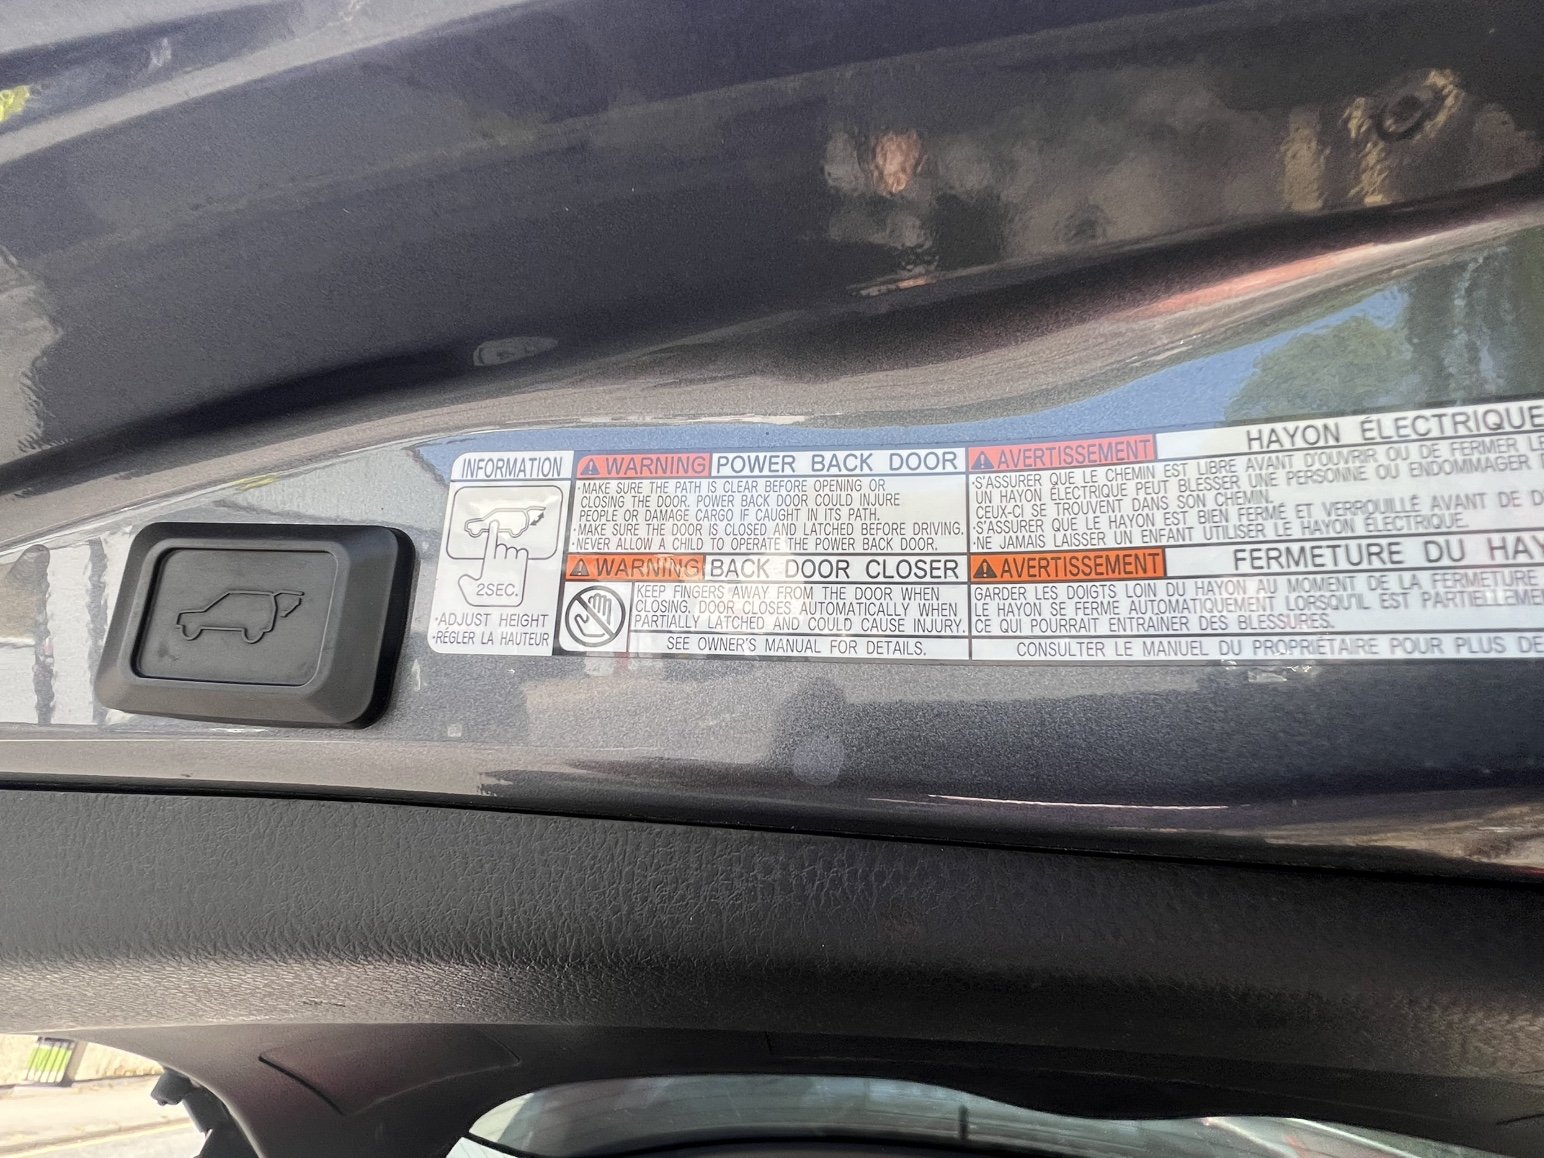 INFORMATION
2SEC.
·ADJUST HEIGHT
·RÉGLER LA HAUTEUR
WARNING POWER BACK DOOR
·MAKE SURE THE PATH IS CLEAR BEFORE OPENING OR
CLOSING THE DOOR. POWER BACK DOOR COULD INJURE
PEOPLE OR DAMAGE CARGO IF CAUGHT IN ITS PATH.
·MAKE SURE THE DOORS IS CLOSED AND LATCHED BEFORE DRIVING.
·NEVER ALLOW A CHILD TO OPERATE THE POWER BACK DOOR.
WARNING BACK DOOR CLOSER
KEEP FINGERS AWAY FROM THE DOOR WHEN
CLOSING, DOOR CLOSES AUTOMATICALLY WHEN
PARTIALLY LATCHED AND COULD CAUSE INJURY.
SEE OWNER'S MANUAL FOR DETAILS.
AVERTISSEMENT HAYON ÉLECTRIQUE
·S'ASSURER QUE LE CHEMIN EST LIBRE AVANT D'OUVRIR OU DE FERMER LE
UN HAYON ÉLECTRIQUE PEUT BLESSER UNE PERSONNE OU ENDOMMAGER
CEUX-CI SE TROUVENT DANS SON CHEMIN.
·S'ASSURER QUE LE HAYON EST BIEN FERMÉ ET VERROUILLÉ AVANT DE
·NE JAMAIS LAISSER UN ENFANT UTILISER LE HAYON ÉLECTRIQUE.
AVERTISSEMENT FERMETURE DU HAY
GARDER LES DOIGTS LOIN DU HAYON AU MOMENT DE LA FERMETURE
LE HAYON SE FERME AUTOMATIQUEMENT LORSQU'IL EST PARTIELLEME
CE QUI POURRAIT ENTRAÎNER DES BLESSURES.
CONSULTER LE MANUEL DU PROPRIÉTAIRE POUR PLUS DE